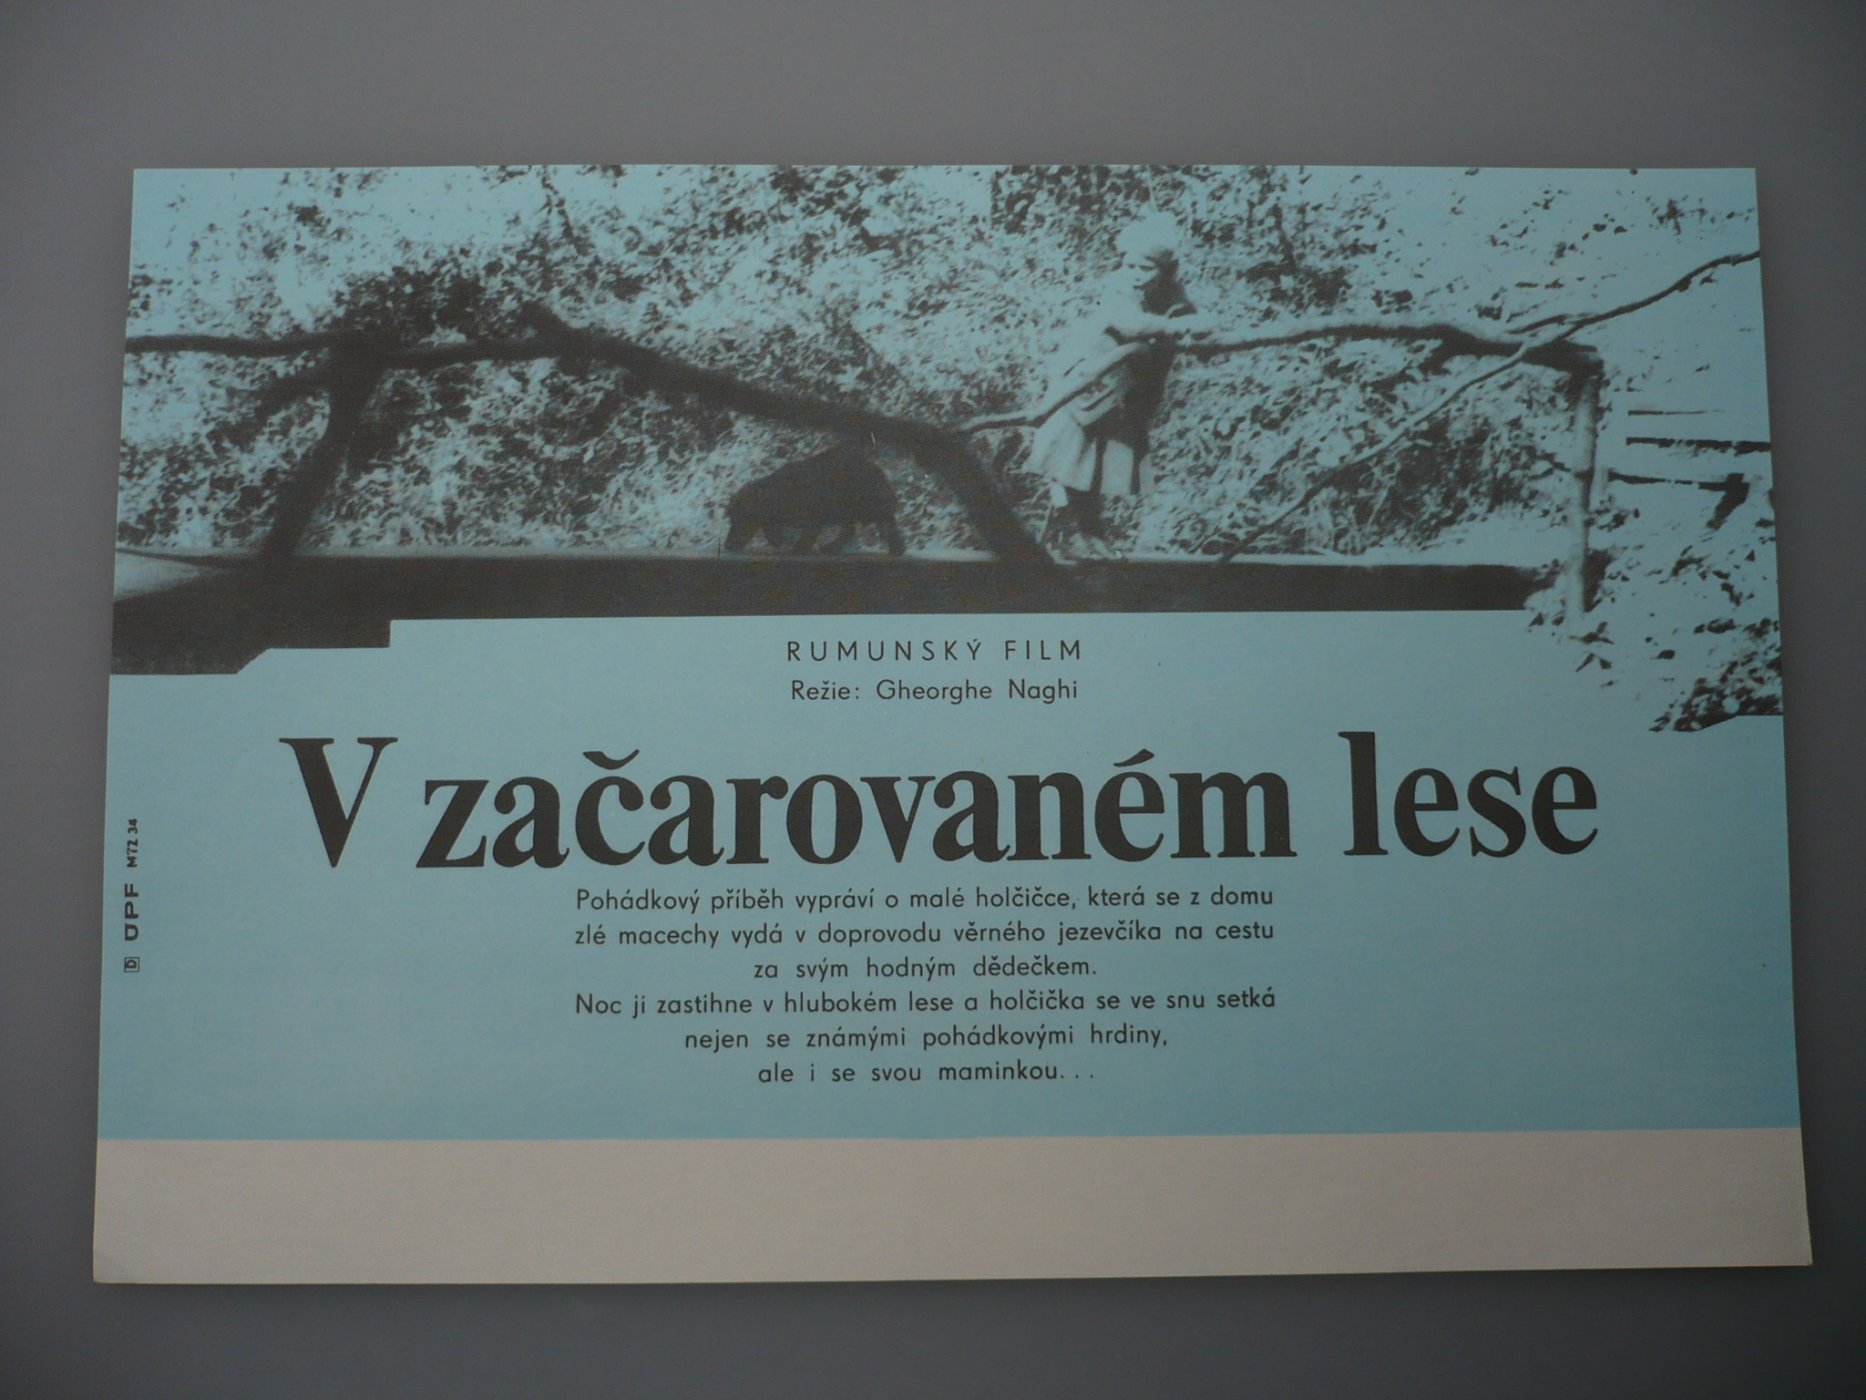 RUMUNSKÝ FILM
Režie: Gheorghe Naghi
V začarovaném lese
Pohádkový příběh vypráví o malé holčičce, která se z domu
zlé macechy vydá v doprovodu věrného jezevčíka na cestu
za svým hodným dědečkem.
Noc ji zastihne v hlubokém lese a holčička se ve snu setká
nejen se známými pohádkovými hrdiny,
ale i se svou maminkou...
D ÚPF M72 34